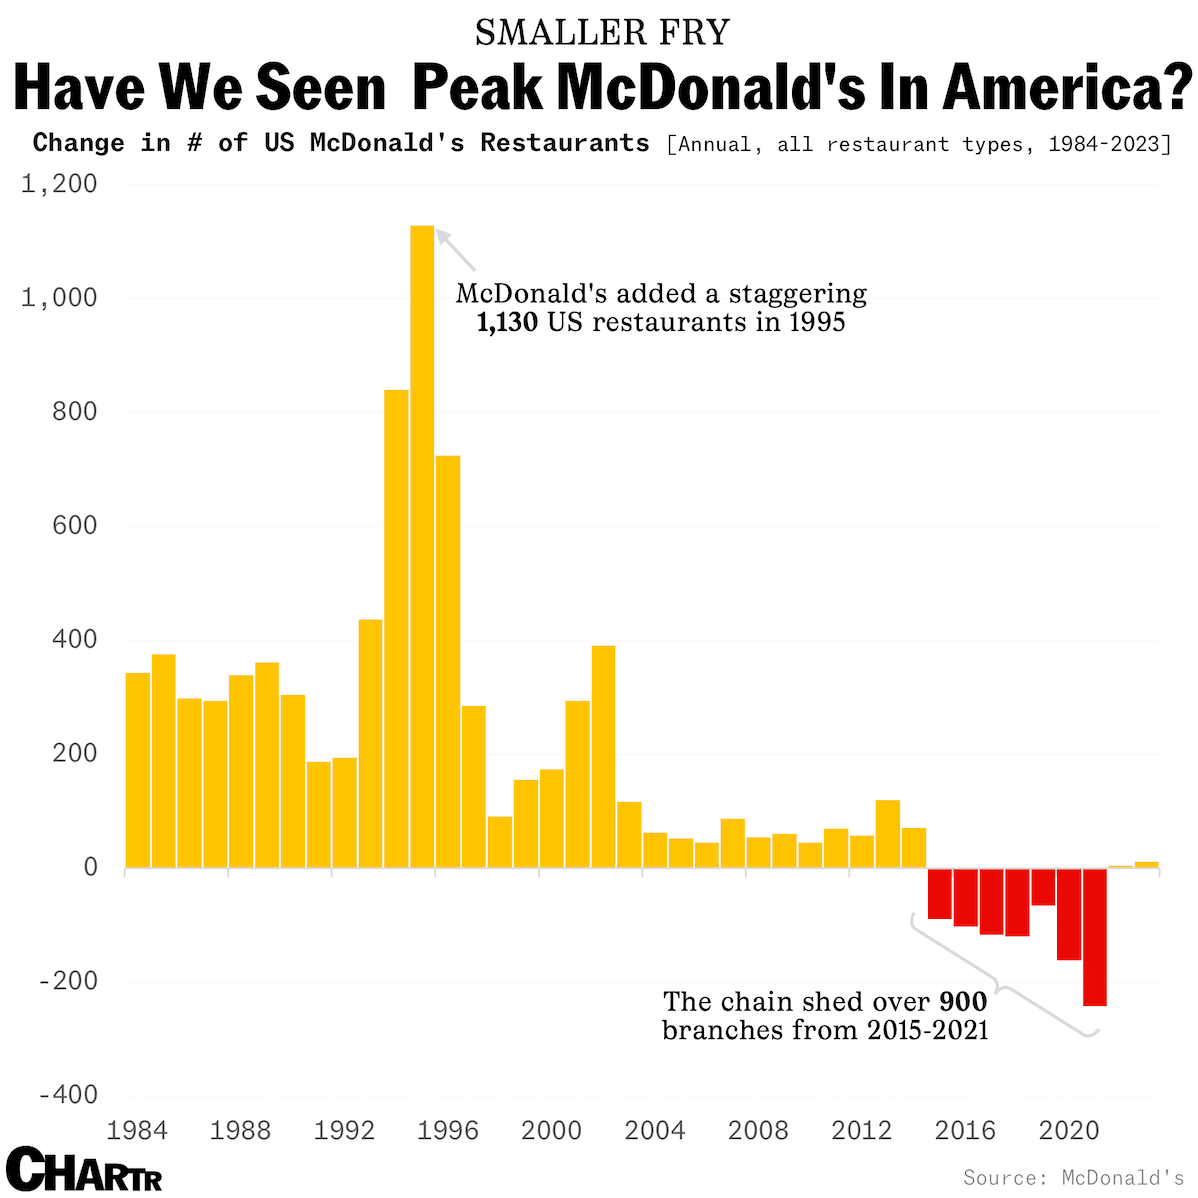 SMALLER FRY
Have We Seen Peak McDonald's In America?
Change in # of US McDonald's Restaurants [Annual, all restaurant types, 1984-2023]
1,200
1,000
McDonald's added a staggering
1,130 US restaurants in 1995
800
600
400
200
0
-200
The chain shed over 900
branches from 2015-2021
-400
1984 1988 1992 1996 2000 2004 2008 2012 2016 2020
CHARTR
Source: McDonald's